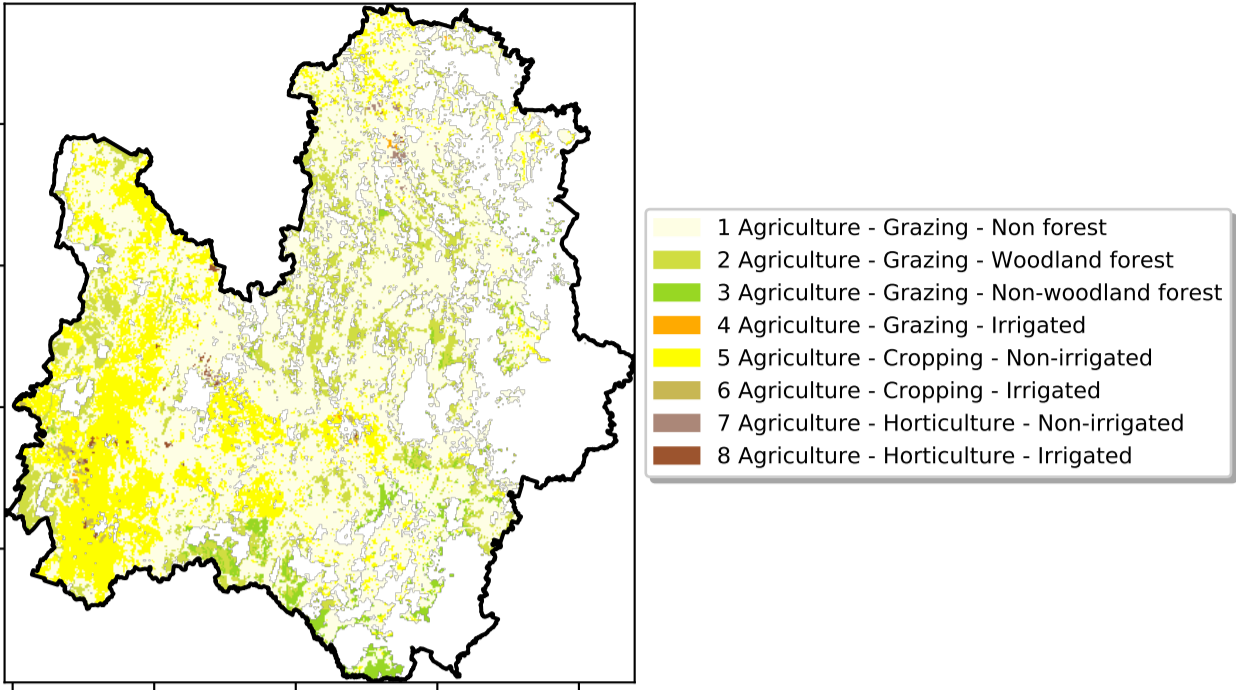 1 Agriculture - Grazing - Non forest
2 Agriculture - Grazing - Woodland forest
3 Agriculture - Grazing - Non-woodland forest
4 Agriculture - Grazing - Irrigated
5 Agriculture - Cropping - Non-irrigated
6 Agriculture - Cropping - Irrigated
7 Agriculture - Horticulture - Non-irrigated
8 Agriculture - Horticulture - Irrigated